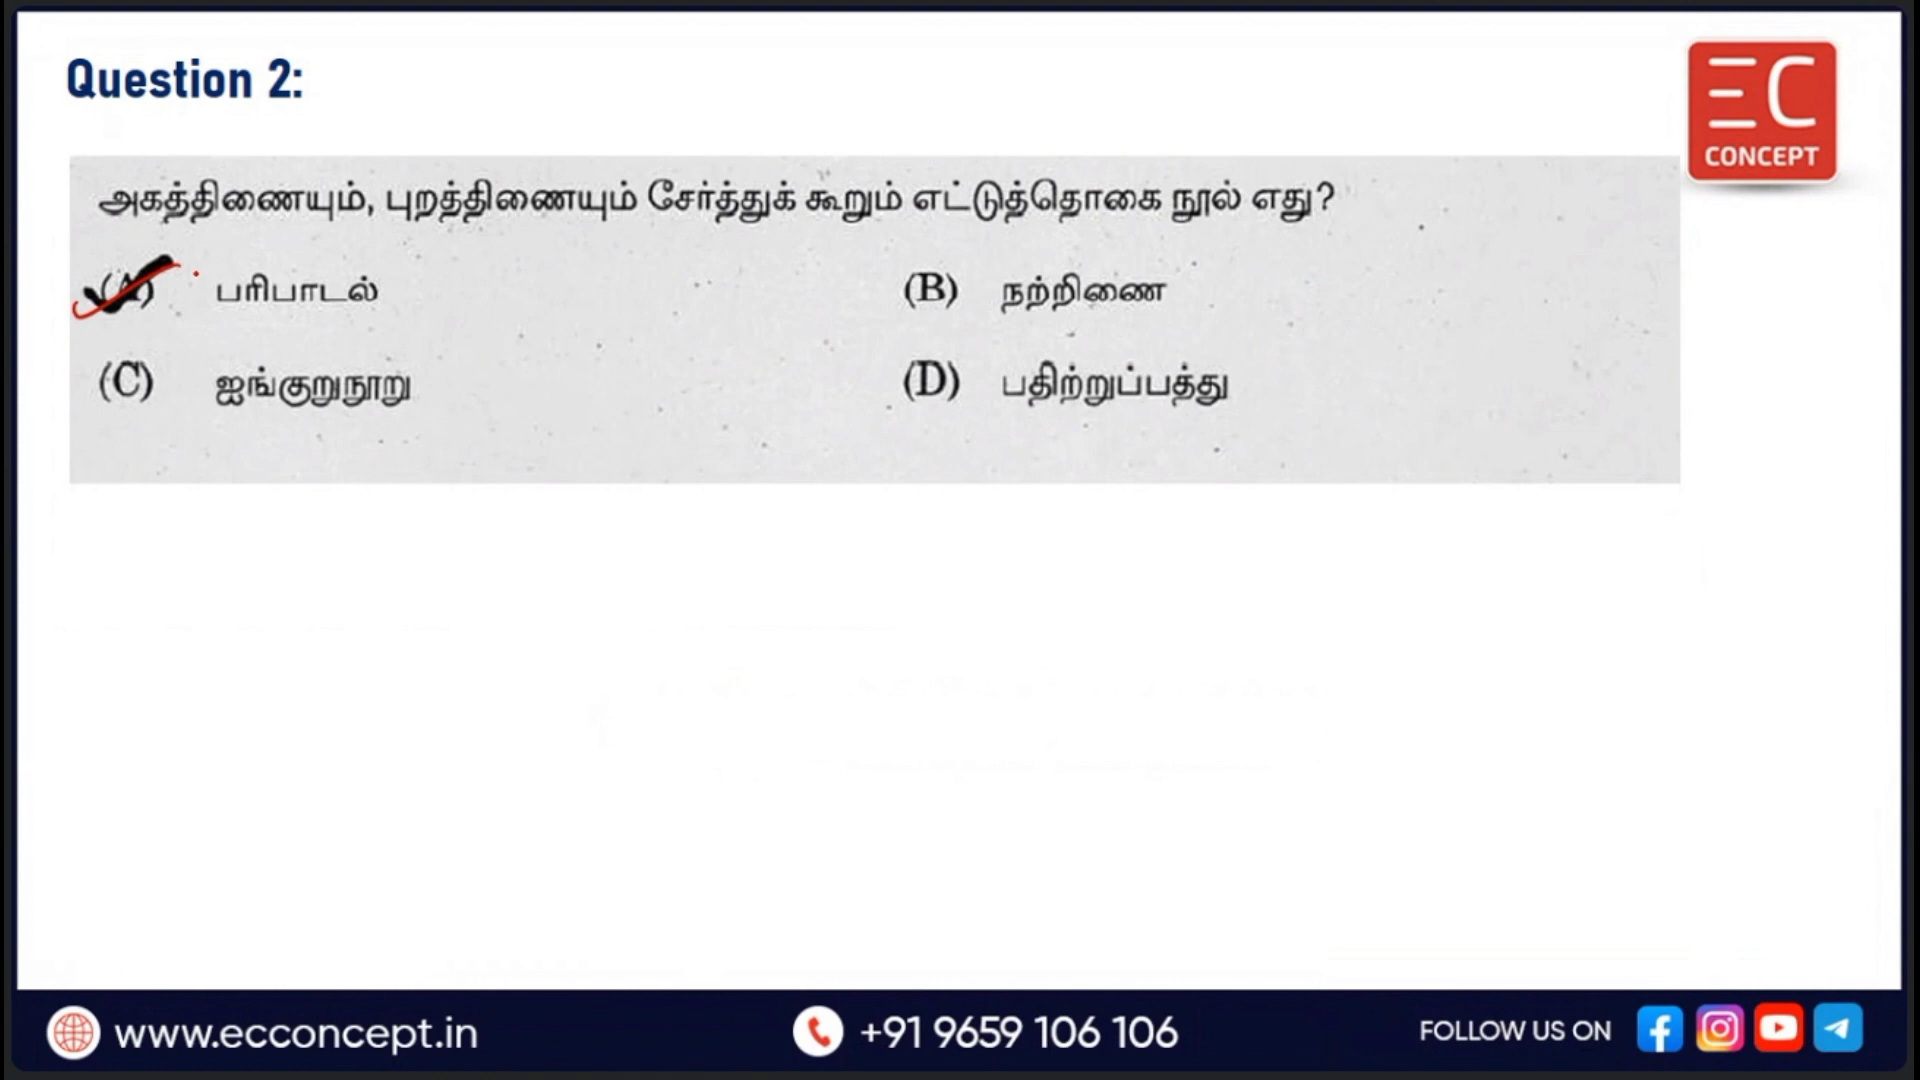 Question 2:
EC
CONCEPT
அகத்திணையும், புறத்திணையும் சேர்த்துக் கூறும் எட்டுத்தொகை நூல் எது?
(A) பரிபாடல்
(B) நற்றிணை
(C) ஐங்குறுநூறு
(D) பதிற்றுப்பத்து
www.ecconcept.in
+91 9659 106 106
FOLLOW US ON